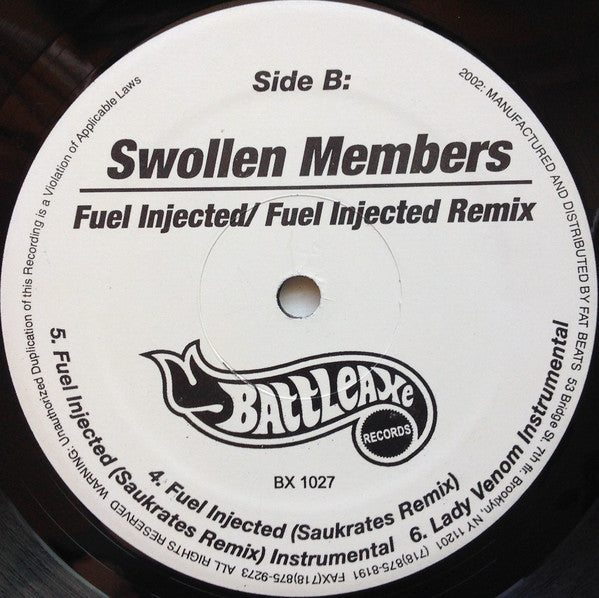 Side B:
Swollen Members
Fuel Injected/ Fuel Injected Remix
BATTLEAXE
RECORDS
BX 1027
4. Fuel Injected (Saukrates Remix)
5. Fuel Injected (Saukrates Remix) Instrumental 6. Lady Venom Instrumental
2002: MANUFACTURED AND DISTRIBUTED BY FAT BEATS 53 Bridge St. 7th flr. Brooklyn, NY 11201 (718)875-8191 FAX(718)875-9273 ALL RIGHTS RESERVED WARNING: Unauthorized Duplication of this Recording is a Violation of Applicable Laws